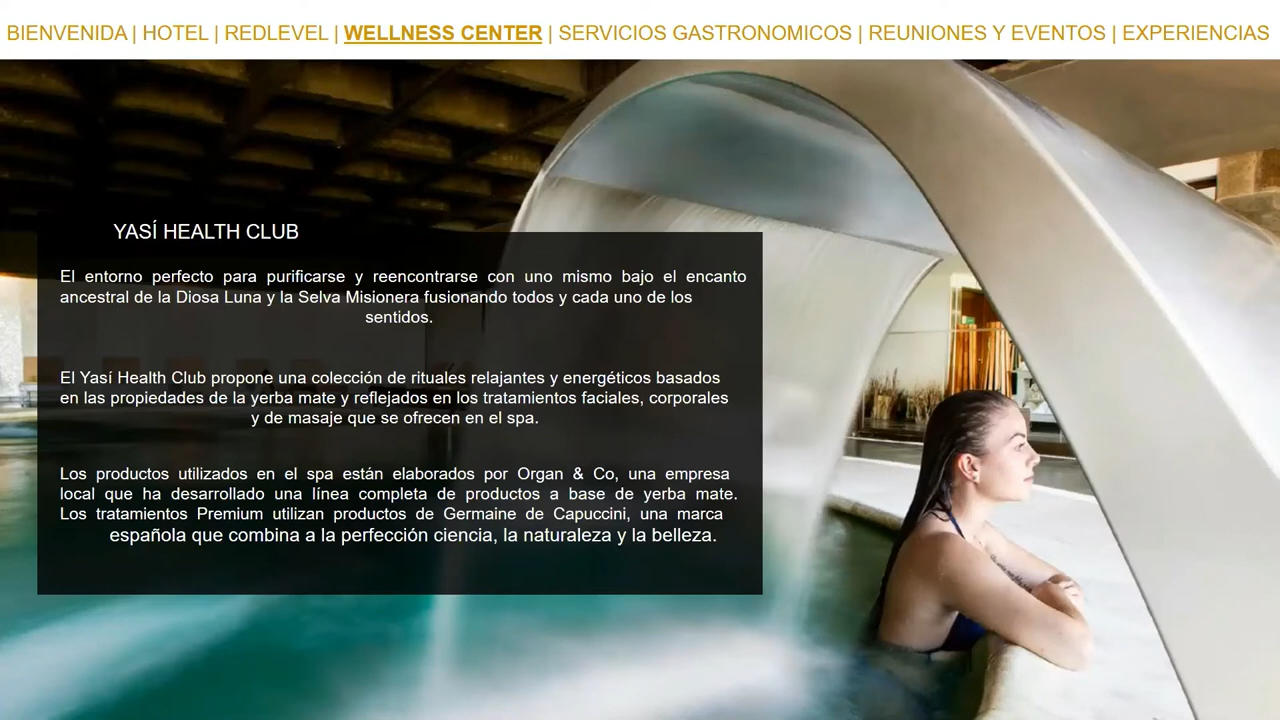 BIENVENIDA | HOTEL | REDLEVEL | WELLNESS CENTER | SERVICIOS GASTRONOMICOS | REUNIONES Y EVENTOS | EXPERIENCIAS
YASÍ HEALTH CLUB
El entorno perfecto para purificarse y reencontrarse con uno mismo bajo el encanto
ancestral de la Diosa Luna y la Selva Misionera fusionando todos y cada uno de los
sentidos.
El Yasí Health Club propone una colección de rituales relajantes y energéticos basados
en las propiedades de la yerba mate y reflejados en los tratamientos faciales, corporales
y de masaje que se ofrecen en el spa.
Los productos utilizados en el spa están elaborados por Organ & Co, una empresa
local que ha desarrollado una línea completa de productos a base de yerba mate.
Los tratamientos Premium utilizan productos de Germaine de Capuccini, una marca
española que combina a la perfección ciencia, la naturaleza y la belleza.